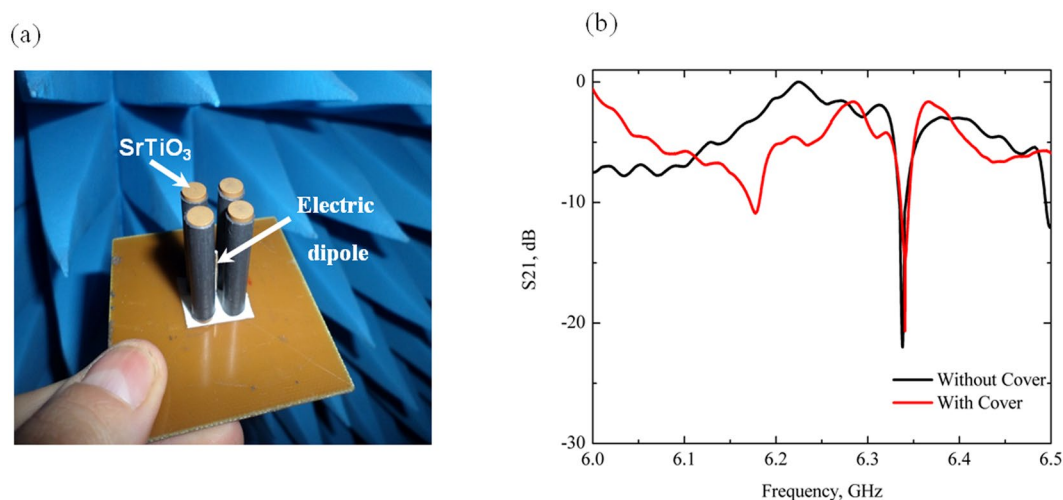 (a)
SrTiO₃
Electric
dipole
(b)
S21, dB
0
-10
-20
-30
Without Cover
With Cover
6.0 6.1 6.2 6.3 6.4 6.5
Frequency, GHz